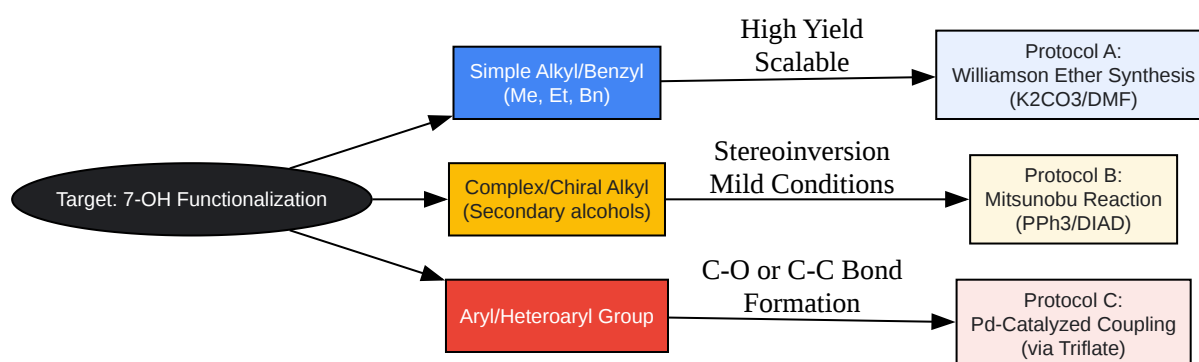 High Yield
Scalable
Simple Alkyl/Benzyl
(Me, Et, Bn)
Protocol A:
Williamson Ether Synthesis
(K2CO3/DMF)
Target: 7-OH Functionalization
Stereoinversion
Mild Conditions
Complex/Chiral Alkyl
(Secondary alcohols)
Protocol B:
Mitsunobu Reaction
(PPh3/DIAD)
C-O or C-C Bond
Formation
Aryl/Heteroaryl Group
Protocol C:
Pd-Catalyzed Coupling
(via Triflate)